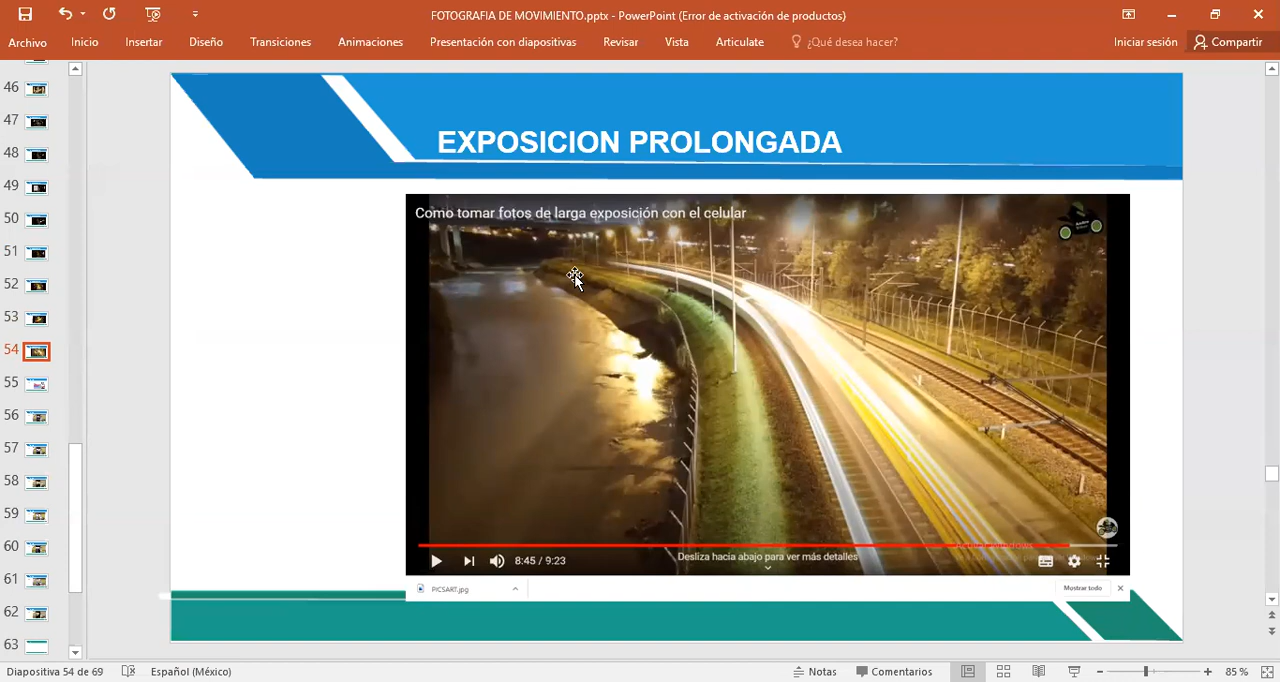 FOTOGRAFIA DE MOVIMIENTO.pptx - PowerPoint (Error de activación de productos)
Archivo Inicio Insertar Diseño Transiciones Animaciones Presentación con diapositivas Revisar Vista Articulate ¿Qué desea hacer? Iniciar sesión Compartir
46
47
48
49
50
51
52
53
54
55
56
57
58
59
60
61
62
63
EXPOSICION PROLONGADA
Como tomar fotos de larga exposición con el celular
8:45 / 9:23
Desliza hacia abajo para ver más detalles
PICSART.jpg
Mostrar todo
Diapositiva 54 de 69 Español (México) Notas Comentarios 85 %